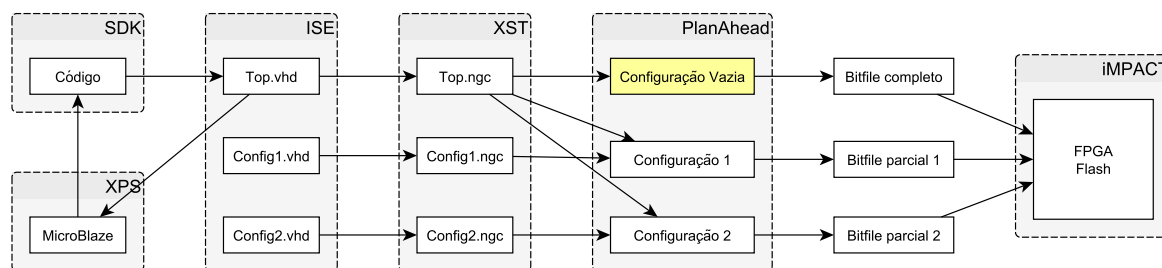 SDK
ISE
XST
PlanAhead
iMPACT
Código
Top.vhd
Top.ngc
Configuração Vazia
Bitfile completo
Config1.vhd
Config1.ngc
Configuração 1
Bitfile parcial 1
FPGA
Flash
XPS
MicroBlaze
Config2.vhd
Config2.ngc
Configuração 2
Bitfile parcial 2